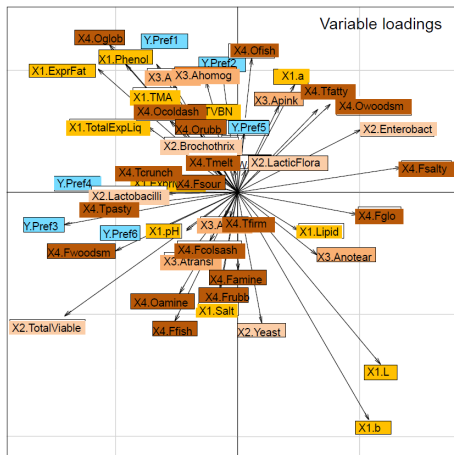 Variable loadings
X4.Oglob
Y.Pref1
X4.Ofish
X1.Phenol
Y.Pref2
X1.ExprFat
X3.A
X3.Ahomog
X1.a
X4.Tfatty
X1.TMA
X3.Apink
X4.Owoodsm
X4.Ocoldash
TVBN
X1.TotalExpLiq
X4.Orubb
Y.Pref5
X2.Enterobact
X2.Brochothrix
X4.Tmelt
X2.LacticFlora
X4.Fsalty
X4.Tcrunch
Y.Pref4
X4.Fsour
X2.Lactobacilli
X4.Tpasty
X4.Fglo
Y.Pref3
Y.Pref6
X1.pH
X3.A
X4.Tfirm
X1.Lipid
X4.Fwoodsm
X4.Foolsash
X3.Anotear
X3.Atransl
X4.Famine
X4.Oamine
X4.Frubb
X1.Salt
X2.TotalViable
X4.Ffish
X2.Yeast
X1.L
X1.b